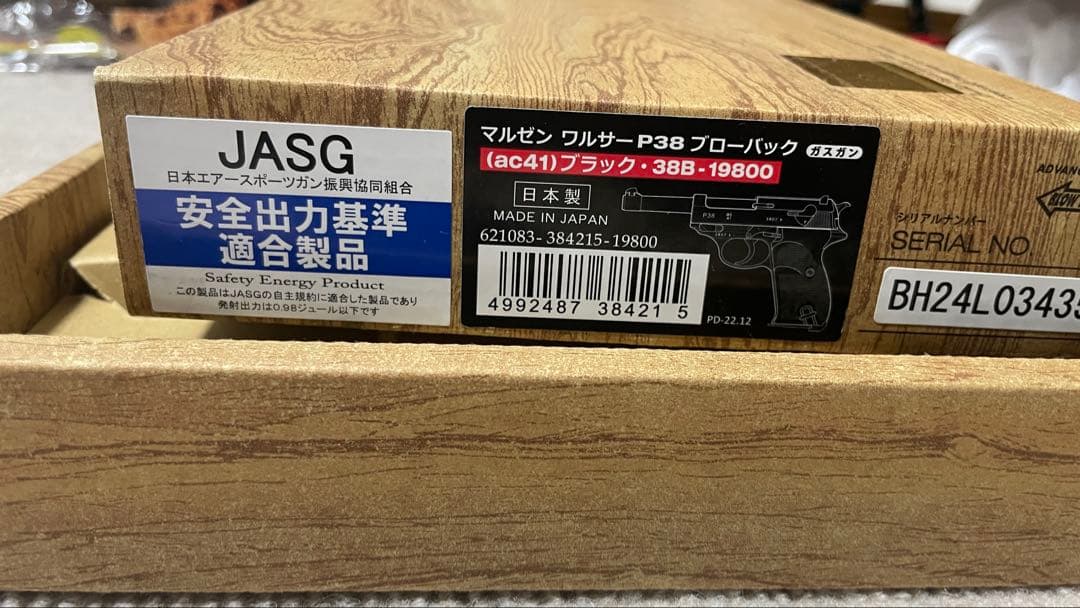 JASG
日本エアースポーツガン振興協同組合
安全出力基準
適合製品
Safety Energy Product
この製品はJASGの自主規約に適合した製品であり
発射出力は0.98ジュール以下です
マルゼン ワルサーP38 ブローバック ガスガン
(ac41)ブラック・38B-19800
日本製
MADE IN JAPAN
621083-384215-19800
4992487 38421 5
P38
PD-22.12
シリアルナンバー
SERIAL NO.